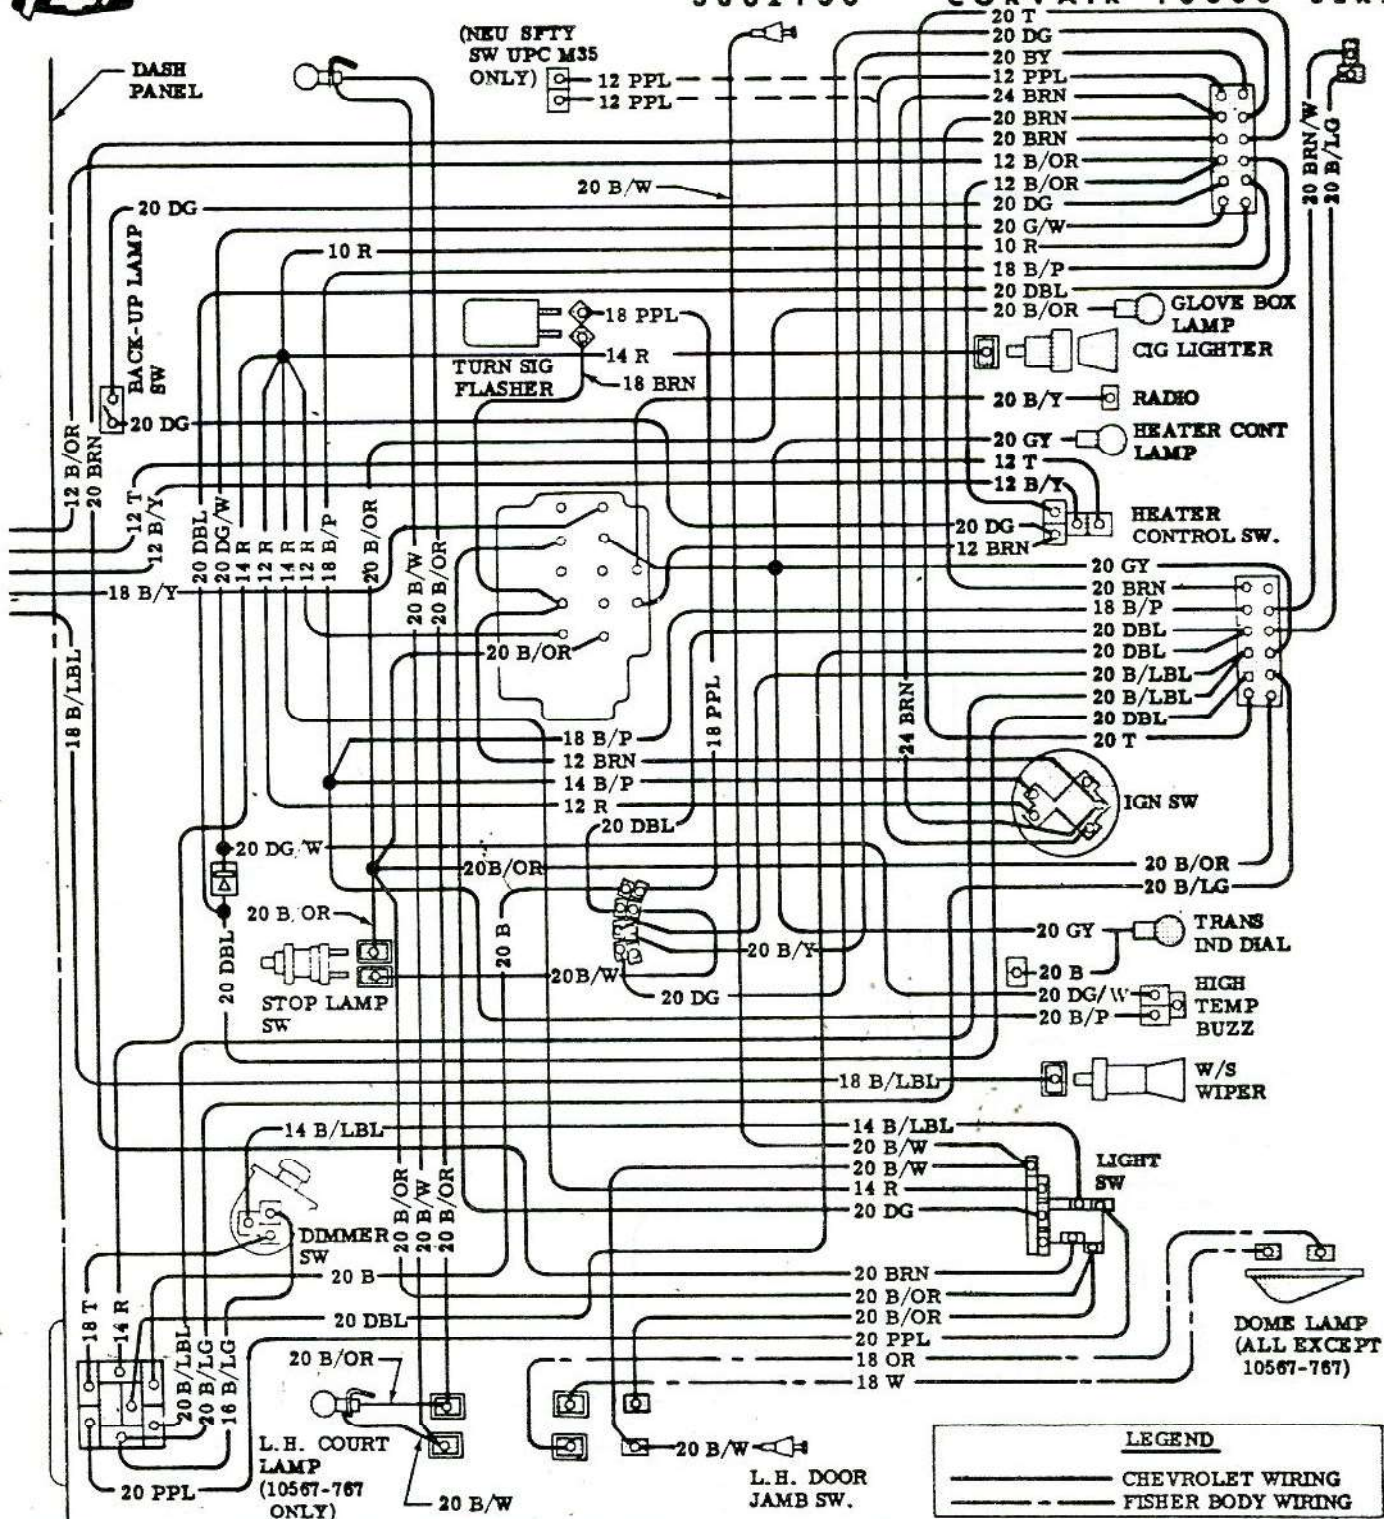 20 T
(NEU SFTY
SW UPC M35
ONLY)
20 DG
20 BY
DASH
PANEL
12 PPL
12 PPL
12 PPL
24 BRN
20 BRN
20 BRN
12 B/OR
12 B/OR
20 B/W
20 BRN/W
20 B/LG
20 DG
20 DG
20 G/W
10 R
10 R
18 B/P
20 DBL
20 B/OR
GLOVE BOX
LAMP
BACK-UP LAMP
SW
18 PPL
14 R
CIG LIGHTER
TURN SIG
FLASHER
18 BRN
20 B/Y
RADIO
20 DG
20 GY
HEATER CONT
LAMP
12 T
12 B/Y
12 B/OR
20 BRN
12 T
12 B/Y
20 DBL
20 DG/W
14 R
12 R
14 R
12 R
18 B/P
20 B/OR
20 B/W
20 B/OR
20 DG
12 BRN
HEATER
CONTROL SW.
18 B/Y
20 GY
20 BRN
18 B/P
20 DBL
20 DBL
20 B/LBL
20 B/LBL
20 DBL
20 T
20 B/OR
18 B/LBL
18 PPL
24 BRN
18 B/P
12 BRN
14 B/P
12 R
IGN SW
20 DBL
20 DG/W
20B/OR
20 B/OR
20 B/LG
20 B/OR
20 B
20 B/Y
20 GY
TRANS
IND DIAL
20 DBL
STOP LAMP
SW
20B/W
20 DG
20 B
20 DG/W
20 B/P
HIGH
TEMP
BUZZ
18 B/LBL
W/S
WIPER
14 B/LBL
14 B/LBL
20 B/W
20 B/W
14 R
20 DG
LIGHT
SW
20 B/OR
20 B/W
20 B/OR
DIMMER
SW
20 B
20 BRN
20 B/OR
20 B/OR
20 DBL
20 PPL
18 T
14 R
20 B/LBL
20 B/LG
16 B/LG
20 B/OR
18 OR
18 W
DOME LAMP
(ALL EXCEPT
10567-767)
L.H. COURT
LAMP
(10567-767
ONLY)
20 B/W
20 B/W
L.H. DOOR
JAMB SW.
20 PPL
LEGEND
CHEVROLET WIRING
FISHER BODY WIRING